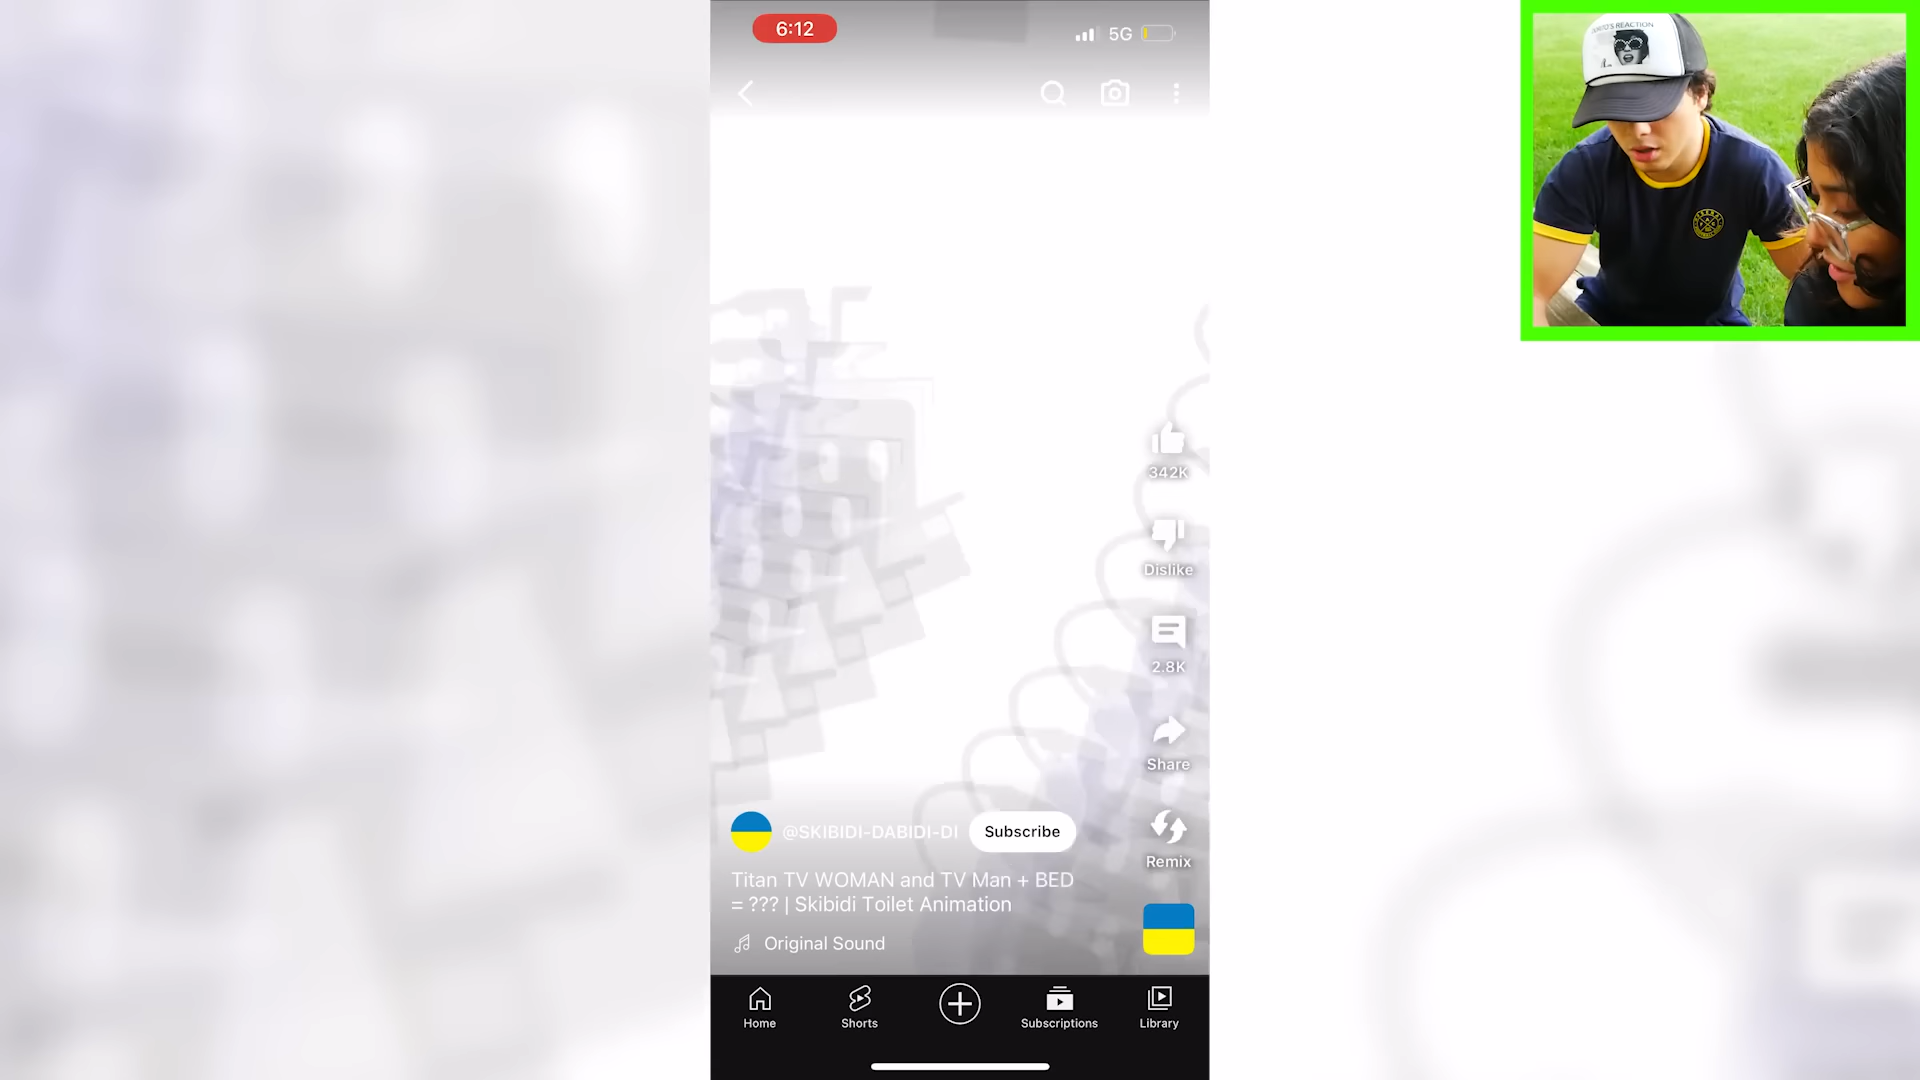 6:12
5G
342K
Dislike
2.8K
Share
@SKIBIDI-DABIDI-DI
Subscribe
Remix
Titan TV WOMAN and TV Man + BED
= ??? | Skibidi Toilet Animation
Original Sound
Home
Shorts
Subscriptions
Library
REACTION